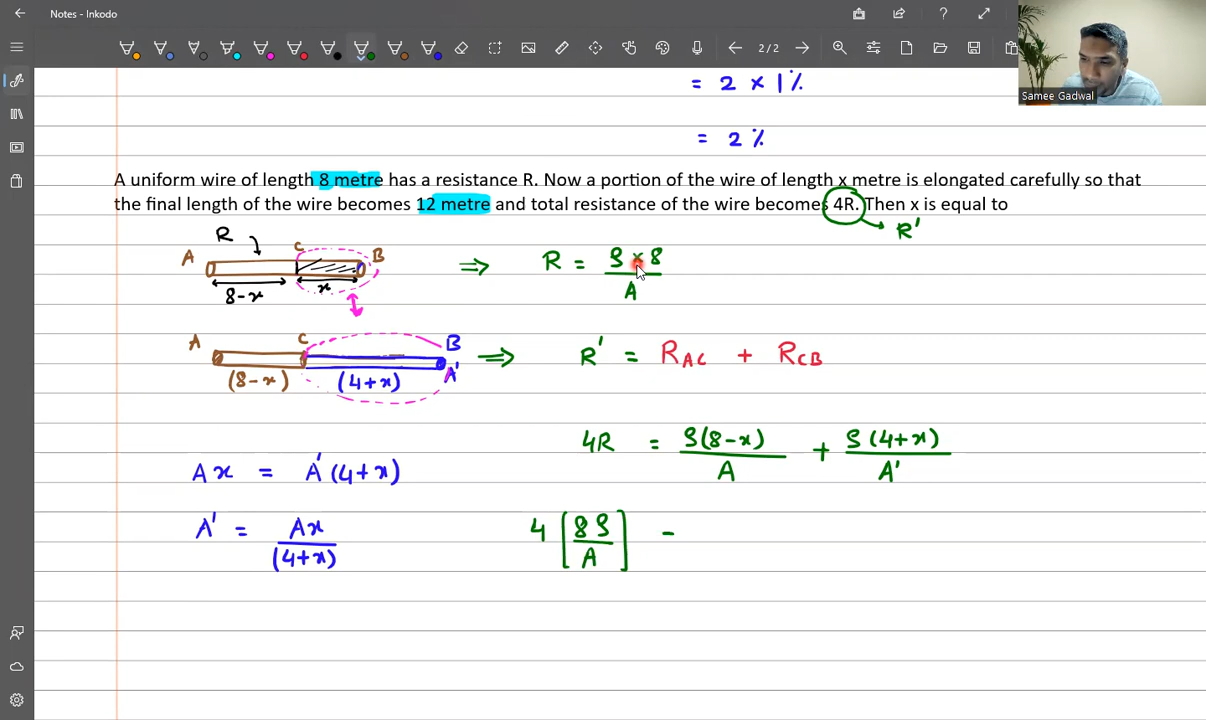 Notes - Inkodo
2/2
Samee Gadwal
= 2 × 1%
= 2 %
A uniform wire of length 8 metre has a resistance R. Now a portion of the wire of length x metre is elongated carefully so that
the final length of the wire becomes 12 metre and total resistance of the wire becomes 4R. Then x is equal to
R'
R
A C B
8-x x
⇒ R = ρ × 8 / A
A C B
A'
(8-x) (4+x)
⇒ R' = R_AC + R_CB
4R = ρ(8-x) / A + ρ(4+x) / A'
Ax = A'(4+x)
A' = Ax / (4+x)
4 [8ρ / A] =